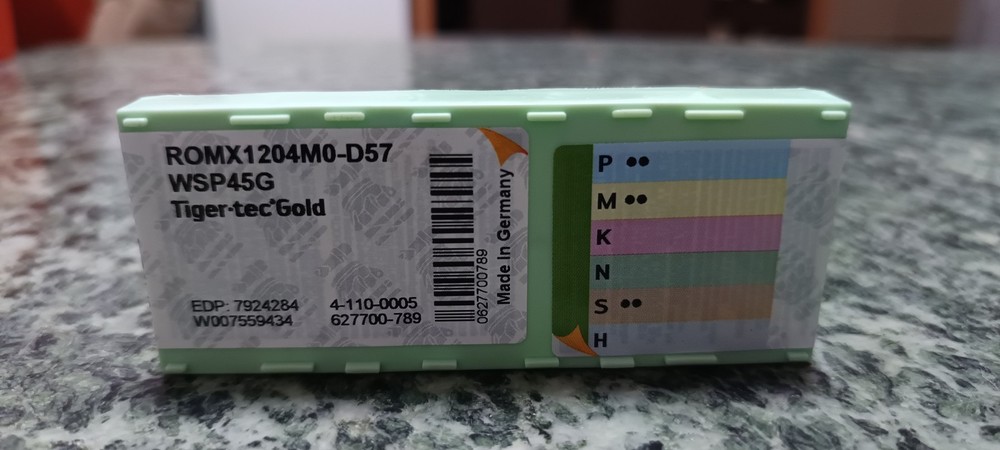 ROMX1204M0-D57
WSP45G
Tiger·tec®Gold
EDP: 7924284 4-110-0005
W007559434 627700-789
0627700789
Made In Germany
P ●●
M ●●
K
N
S ●●
H